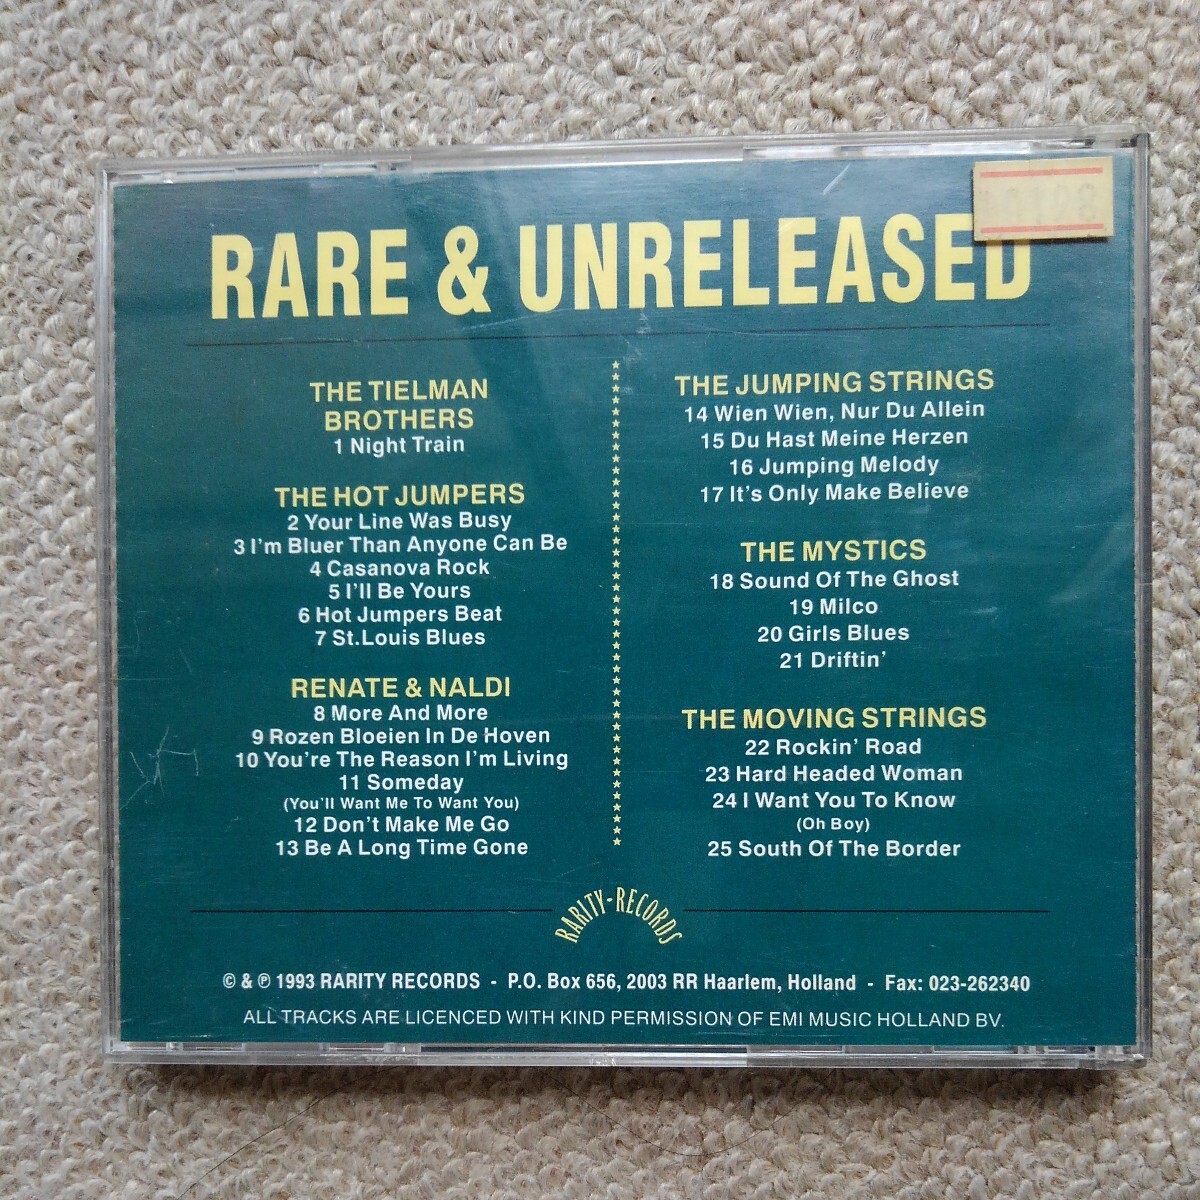 RARE & UNRELEASED
THE TIELMAN
BROTHERS
1 Night Train
THE HOT JUMPERS
2 Your Line Was Busy
3 I'm Bluer Than Anyone Can Be
4 Casanova Rock
5 I'll Be Yours
6 Hot Jumpers Beat
7 St.Louis Blues
RENATE & NALDI
8 More And More
9 Rozen Bloeien In De Hoven
10 You're The Reason I'm Living
11 Someday
(You'll Want Me To Want You)
12 Don't Make Me Go
13 Be A Long Time Gone
THE JUMPING STRINGS
14 Wien Wien, Nur Du Allein
15 Du Hast Meine Herzen
16 Jumping Melody
17 It's Only Make Believe
THE MYSTICS
18 Sound Of The Ghost
19 Milco
20 Girls Blues
21 Driftin'
THE MOVING STRINGS
22 Rockin' Road
23 Hard Headed Woman
24 I Want You To Know
(Oh Boy)
25 South Of The Border
RARITY-RECORDS
© & ℗ 1993 RARITY RECORDS - P.O. Box 656, 2003 RR Haarlem, Holland - Fax: 023-262340
ALL TRACKS ARE LICENCED WITH KIND PERMISSION OF EMI MUSIC HOLLAND BV.